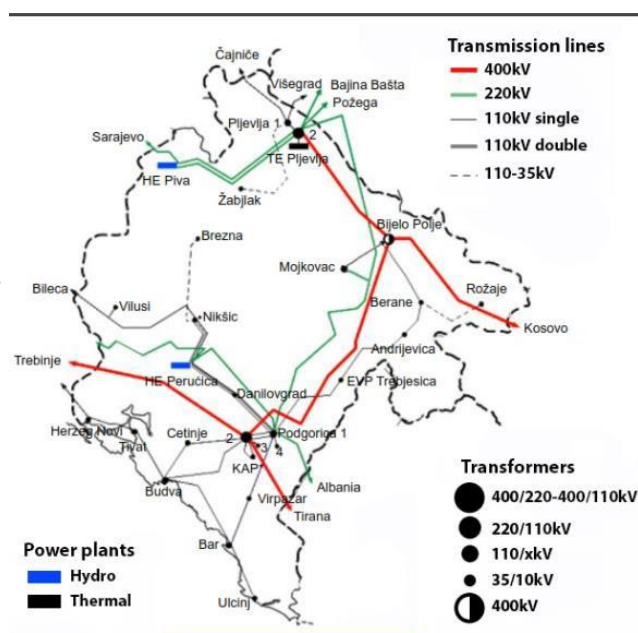 Čajniče
Višegrad
Bajina Bašta
Požega
Pljevlja 1
2
TE Pljevlja
Sarajevo
HE Piva
Žabljak
Brezna
Bijelo Polje
Mojkovac
Bileca
Vilusi
Nikšic
Berane
Rožaje
Kosovo
Andrijevica
Trebinje
HE Perućica
EVP Trebjesica
Danilovgrad
Herzeg Novi
Tivat
Cetinje
2
Podgorica 1
3
4
KAP
Albania
Budva
Virpazar
Tirana
Bar
Ulcinj
Transmission lines
400kV
220kV
110kV single
110kV double
110-35kV
Power plants
Hydro
Thermal
Transformers
400/220-400/110kV
220/110kV
110/xkV
35/10kV
400kV